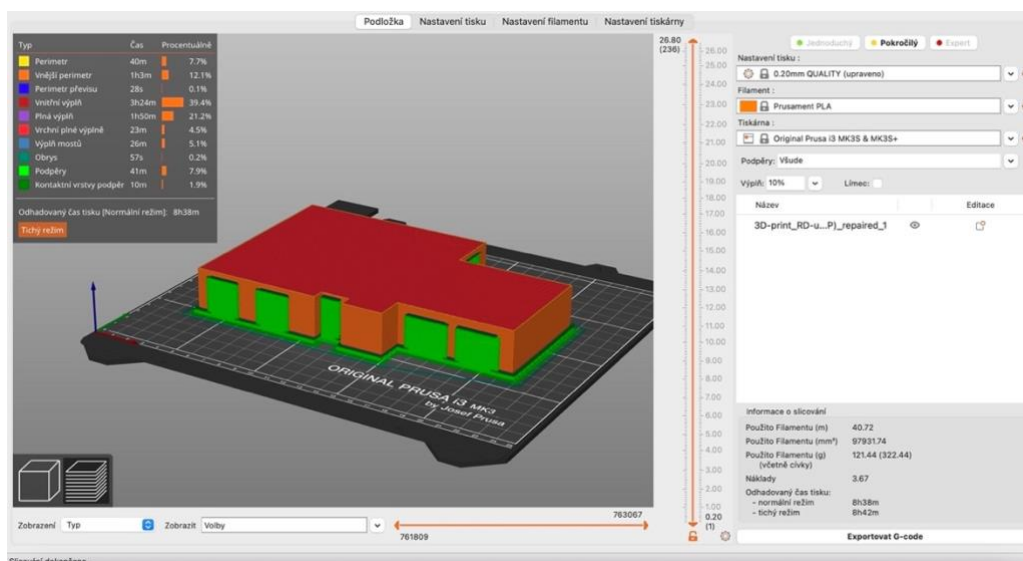 Podložka Nastavení tisku Nastavení filamentu Nastavení tiskárny
Typ Čas Procentuálně
Perimetr 40m 7.7%
Vnější perimetr 1h3m 12.1%
Perimetr převisu 28s 0.1%
Vnitřní výplň 3h24m 39.4%
Plná výplň 1h50m 21.2%
Vrchní plné výplně 23m 4.5%
Výplň mostů 26m 5.1%
Obrys 57s 0.2%
Podpěry 41m 7.9%
Kontaktní vrstvy podpěr 10m 1.9%
Odhadovaný čas tisku [Normální režim]: 8h38m
Tichý režim
ORIGINAL PRUSA i3 MK3
by Josef Prusa
Zobrazení Typ Zobrazit Volby
763067
761809
26.80
(236)
26.00
25.00
24.00
23.00
22.00
21.00
20.00
19.00
18.00
17.00
16.00
15.00
14.00
13.00
12.00
11.00
10.00
9.00
8.00
7.00
6.00
5.00
4.00
3.00
2.00
1.00
0.20
(1)
Jednoduchý Pokročilý Expert
Nastavení tisku :
0.20mm QUALITY (upraveno)
Filament :
Prusament PLA
Tiskárna :
Original Prusa i3 MK3S & MK3S+
Podpěry: Všude
Výplň: 10% Límec:
Název Editace
3D-print_RD-u...P)_repaired_1
Informace o slicování
Použito Filamentu (m) 40.72
Použito Filamentu (mm³) 97931.74
Použito Filamentu (g) 121.44 (322.44)
(včetně cívky)
Náklady 3.67
Odhadovaný čas tisku:
- normální režim 8h38m
- tichý režim 8h42m
Exportovat G-code